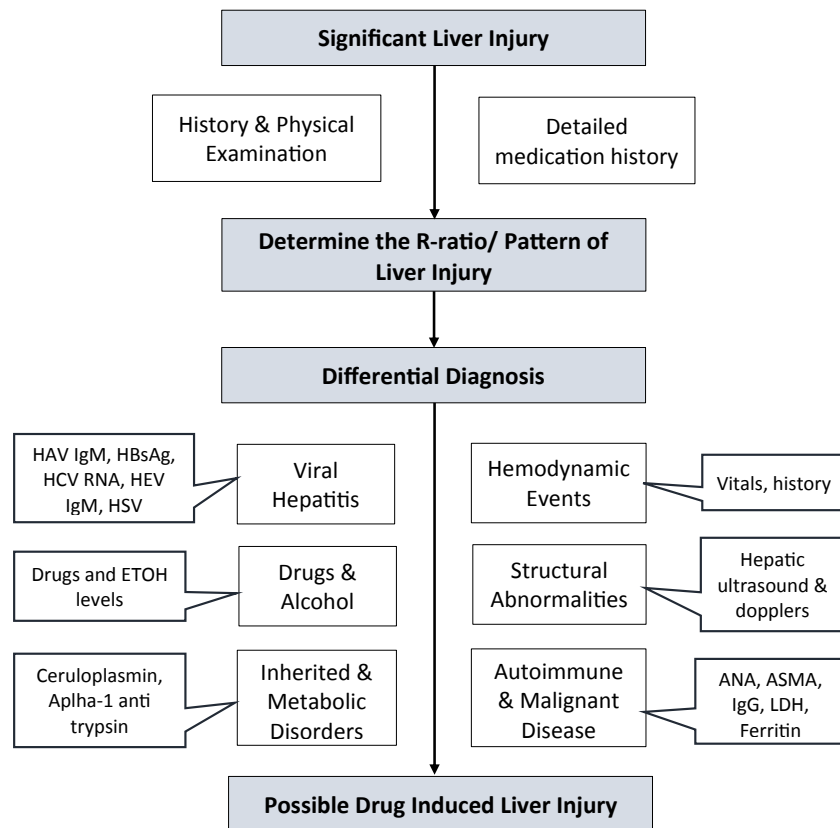 Significant Liver Injury
History & Physical
Examination
Detailed
medication history
Determine the R-ratio/ Pattern of
Liver Injury
Differential Diagnosis
HAV IgM, HBsAg,
HCV RNA, HEV
IgM, HSV
Viral
Hepatitis
Hemodynamic
Events
Vitals, history
Drugs and ETOH
levels
Drugs &
Alcohol
Structural
Abnormalities
Hepatic
ultrasound &
dopplers
Ceruloplasmin,
Aplha-1 anti
trypsin
Inherited &
Metabolic
Disorders
Autoimmune
& Malignant
Disease
ANA, ASMA,
IgG, LDH,
Ferritin
Possible Drug Induced Liver Injury